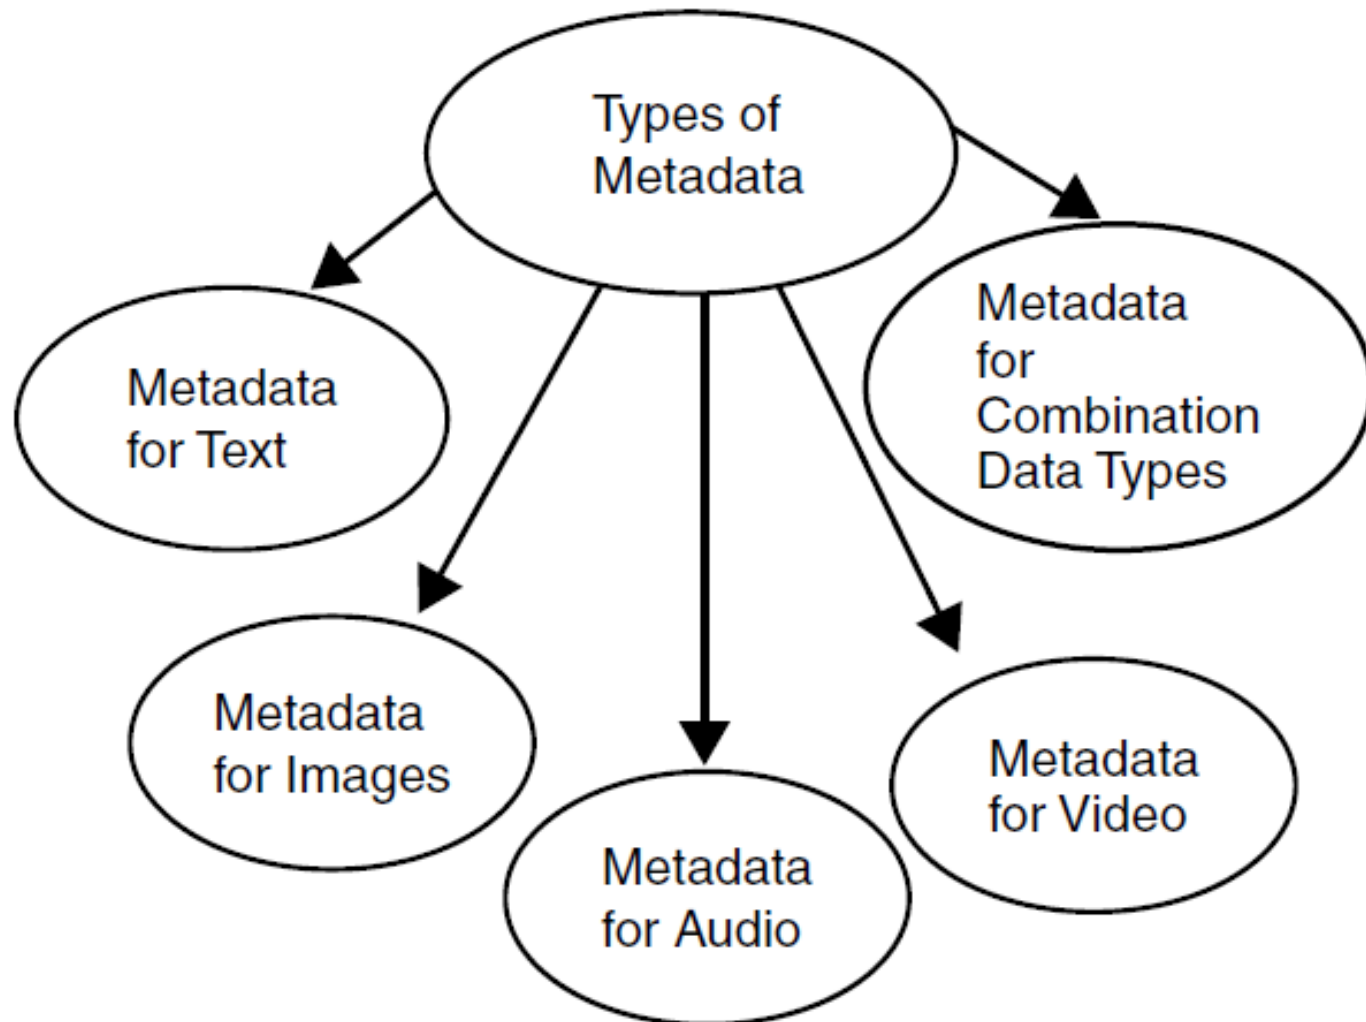 Types of
Metadata
Metadata
for Text
Metadata
for
Combination
Data Types
Metadata
for Images
Metadata
for Audio
Metadata
for Video